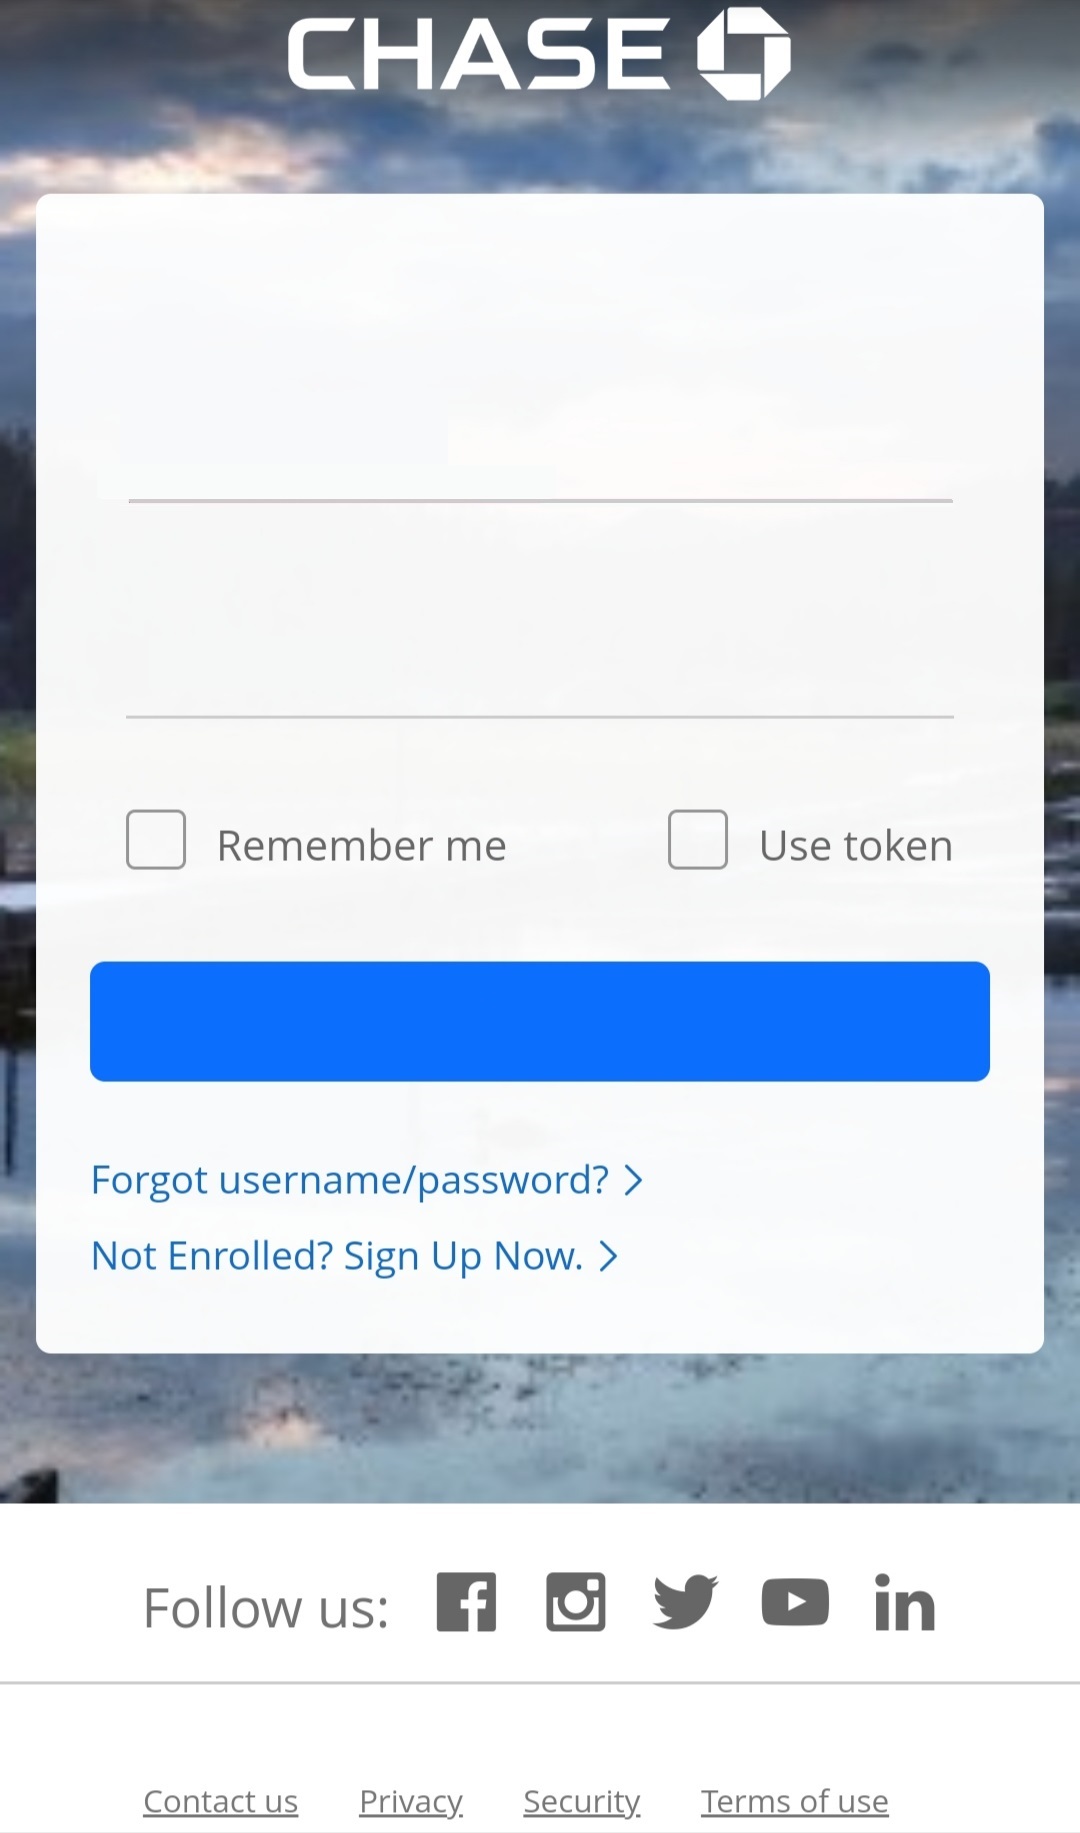 CHASE
Remember me
Use token
Forgot username/password?
Not Enrolled? Sign Up Now.
Follow us:
Contact us Privacy Security Terms of use